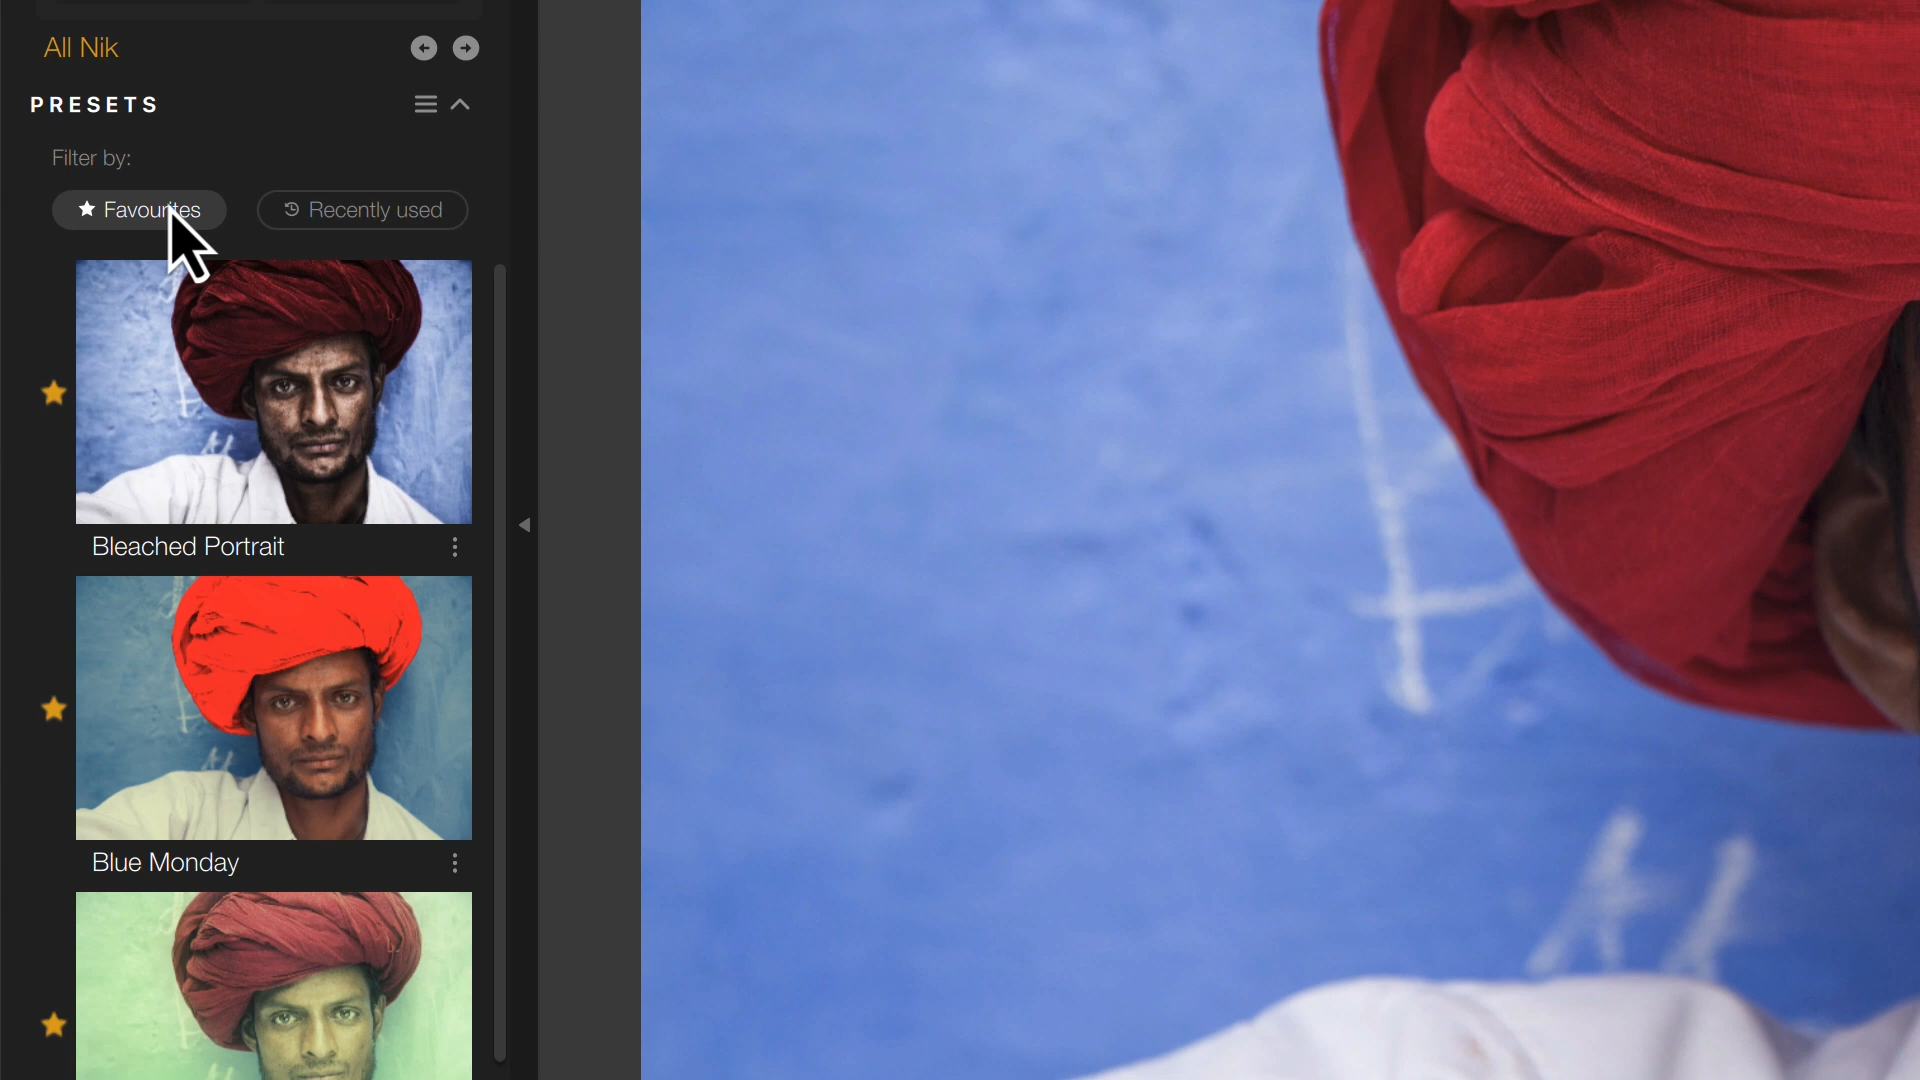 All Nik
PRESETS
Filter by:
Favourites
Recently used
Bleached Portrait
Blue Monday